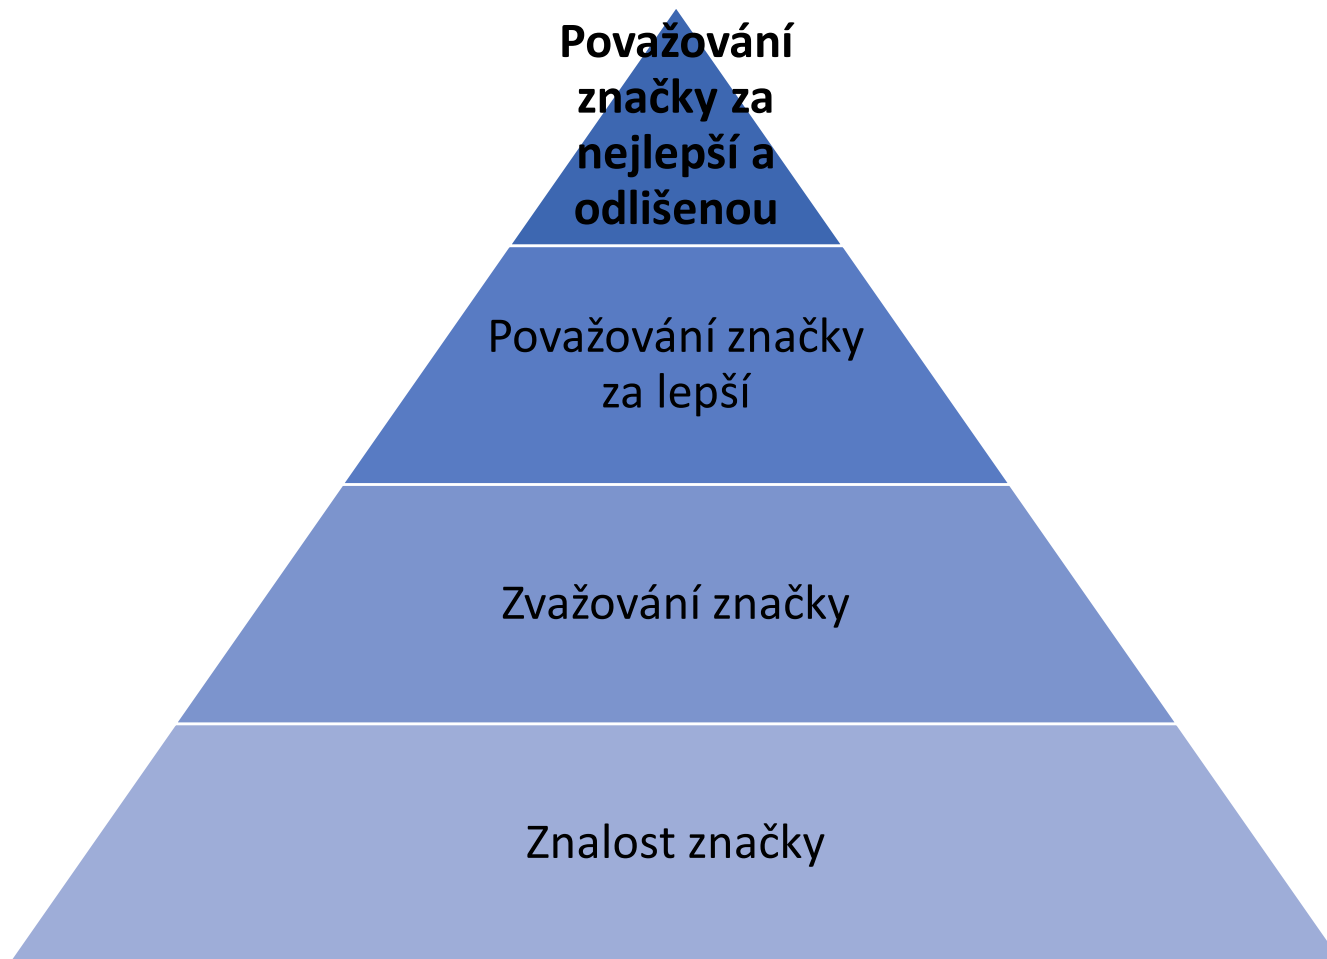 Považování
značky za
nejlepší a
odlišenou
Považování značky
za lepší
Zvažování značky
Znalost značky